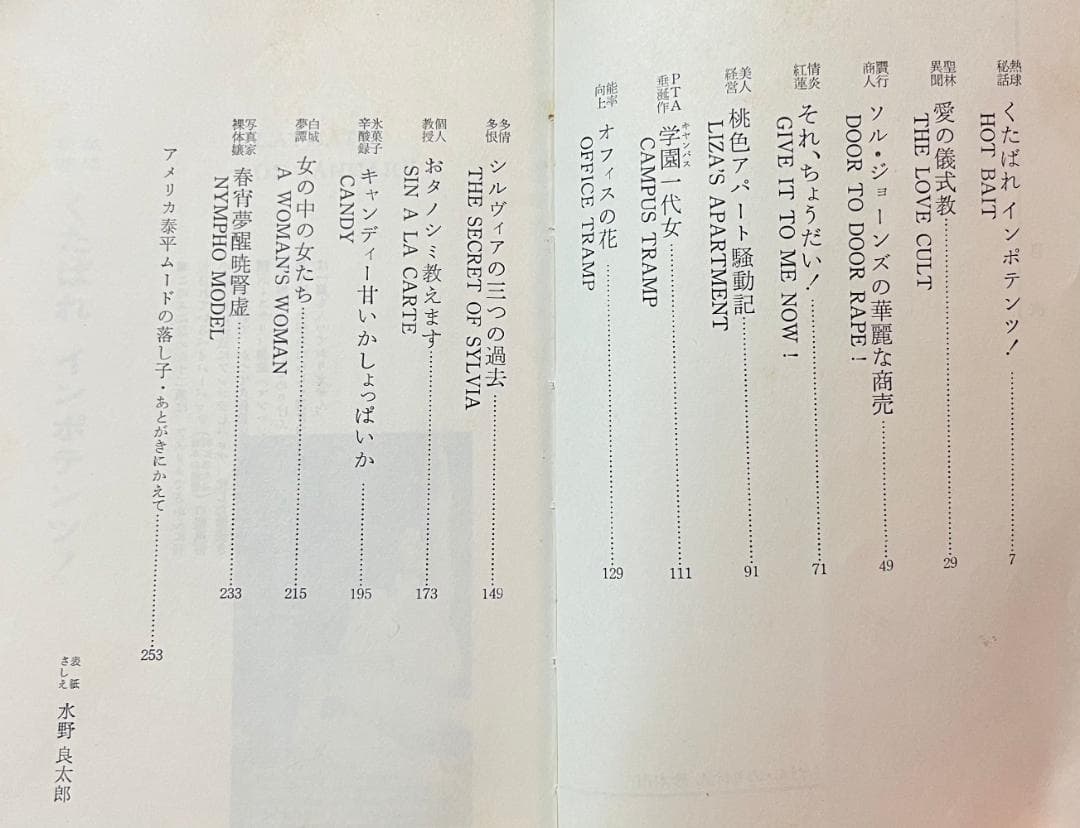 熱球秘話
くたばれ インポテンツ！ 7
HOT BAIT
聖林異聞
愛の儀式教 29
THE LOVE CULT
贋行商人
ソル・ジョーンズの華麗な商売 49
DOOR TO DOOR RAPE !
情炎紅蓮
それ、ちょうだい！ 71
GIVE IT TO ME NOW !
美人経営
桃色アパート騒動記 91
LIZA'S APARTMENT
PTA垂涎作
キャンパス
学園一代女 111
CAMPUS TRAMP
能率向上
オフィスの花 129
OFFICE TRAMP
多情多恨
シルヴィアの三つの過去 149
THE SECRET OF SYLVIA
個人教授
おタノシミ教えます 173
SIN A LA CARTE
氷菓子辛酸録
キャンディー甘いかしょっぱいか 195
CANDY
白城夢譚
女の中の女たち 215
A WOMAN'S WOMAN
写真家裸体嬢
春宵夢醒暁腎虚 233
NYMPHO MODEL
アメリカ泰平ムードの落し子・あとがきにかえて 253
表紙
さしえ
水野良太郎